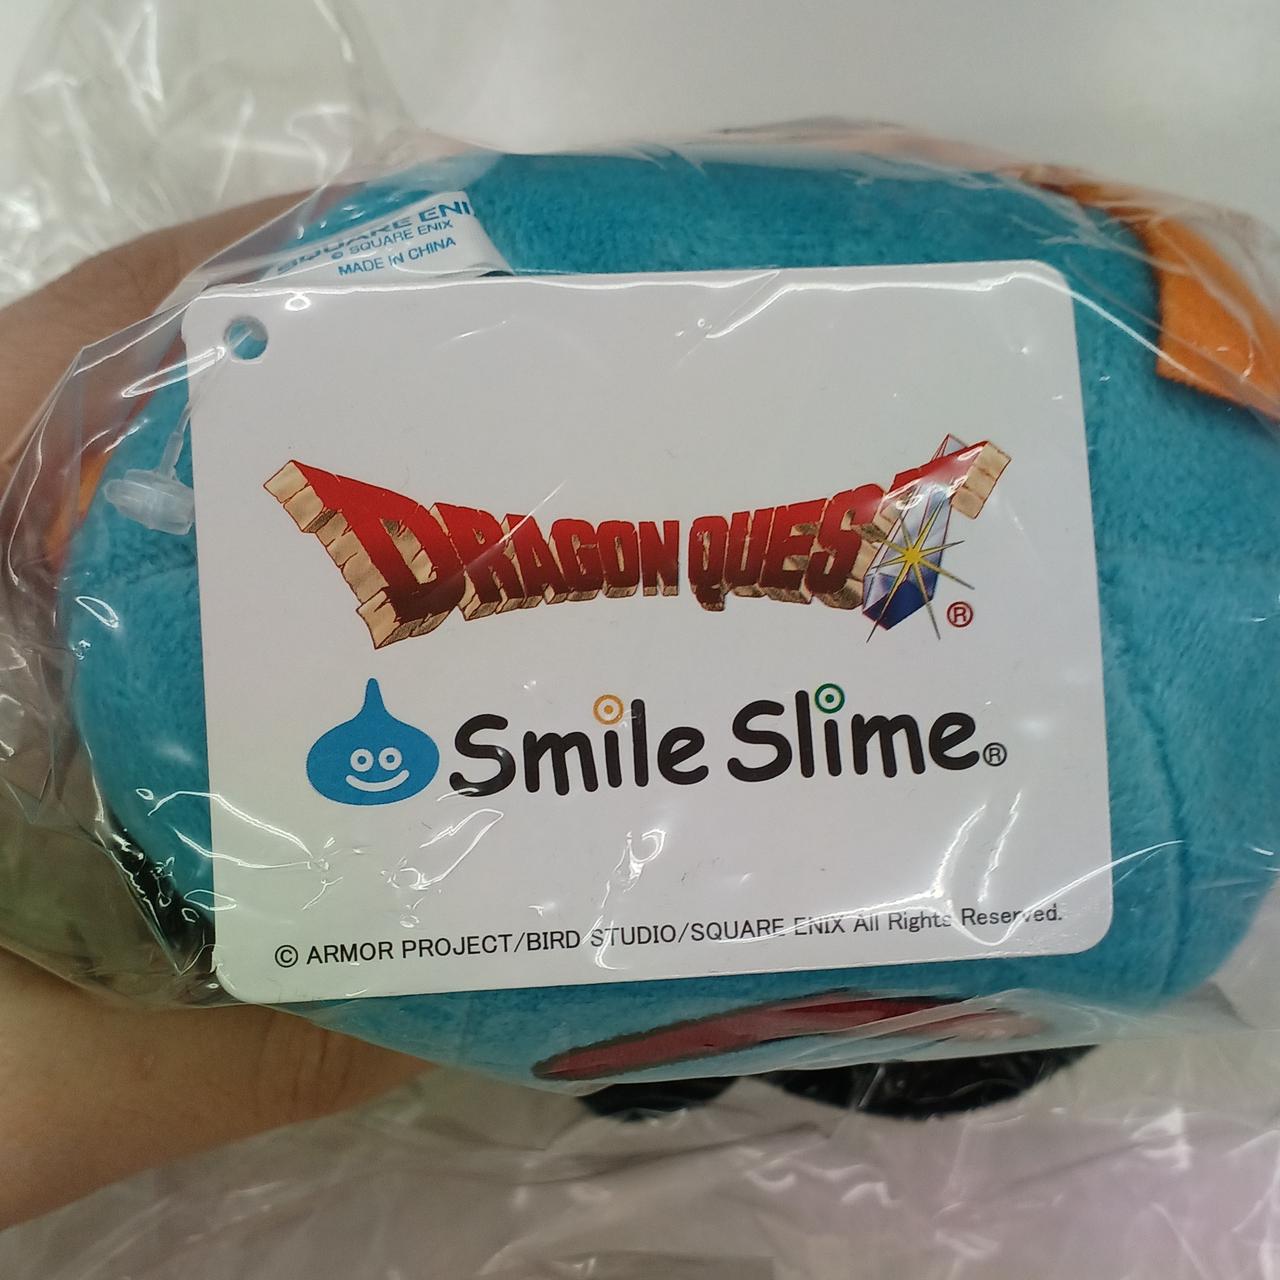 SQUARE ENI
© SQUARE ENIX
MADE IN CHINA
DRAGON QUEST®
Smile Slime®
© ARMOR PROJECT/BIRD STUDIO/SQUARE ENIX All Rights Reserved.